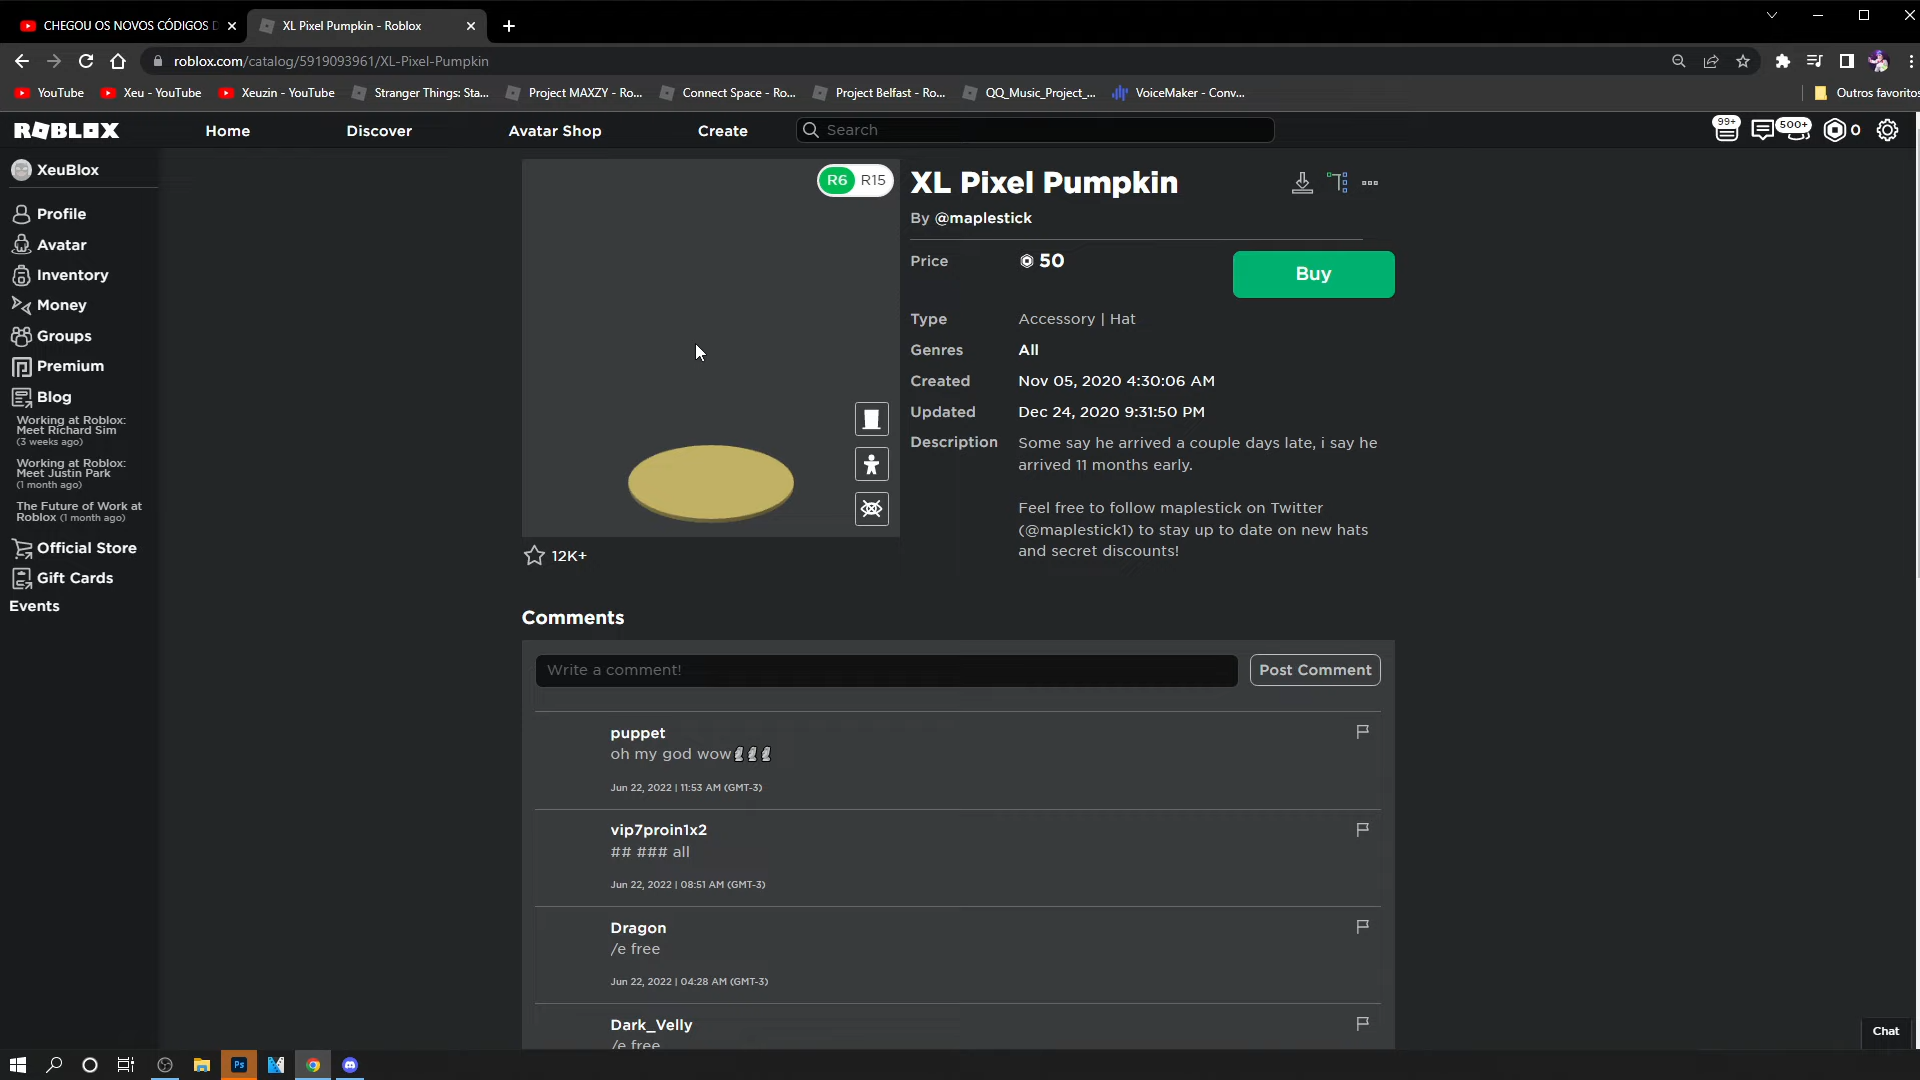 CHEGOU OS NOVOS CÓDIGOS D
XL Pixel Pumpkin - Roblox
roblox.com/catalog/5919093961/XL-Pixel-Pumpkin
YouTube
Xeu - YouTube
Xeuzin - YouTube
Stranger Things: Sta...
Project MAXZY - Ro...
Connect Space - Ro...
Project Belfast - Ro...
QQ_Music_Project_...
VoiceMaker - Conv...
Outros favoritos
ROBLOX
Home
Discover
Avatar Shop
Create
Search
99+
500+
0
XeuBlox
Profile
Avatar
Inventory
Money
Groups
Premium
Blog
Working at Roblox:
Meet Richard Sim
(3 weeks ago)
Working at Roblox:
Meet Justin Park
(1 month ago)
The Future of Work at
Roblox (1 month ago)
Official Store
Gift Cards
Events
R6 R15
12K+
XL Pixel Pumpkin
By @maplestick
Price 50
Buy
Type Accessory | Hat
Genres All
Created Nov 05, 2020 4:30:06 AM
Updated Dec 24, 2020 9:31:50 PM
Description Some say he arrived a couple days late, i say he
arrived 11 months early.
Feel free to follow maplestick on Twitter
(@maplestick1) to stay up to date on new hats
and secret discounts!
Comments
Write a comment!
Post Comment
puppet
oh my god wow🗿🗿🗿
Jun 22, 2022 | 11:53 AM (GMT-3)
vip7proin1x2
## ### all
Jun 22, 2022 | 08:51 AM (GMT-3)
Dragon
/e free
Jun 22, 2022 | 04:28 AM (GMT-3)
Dark_Velly
/e free
Chat
Ps